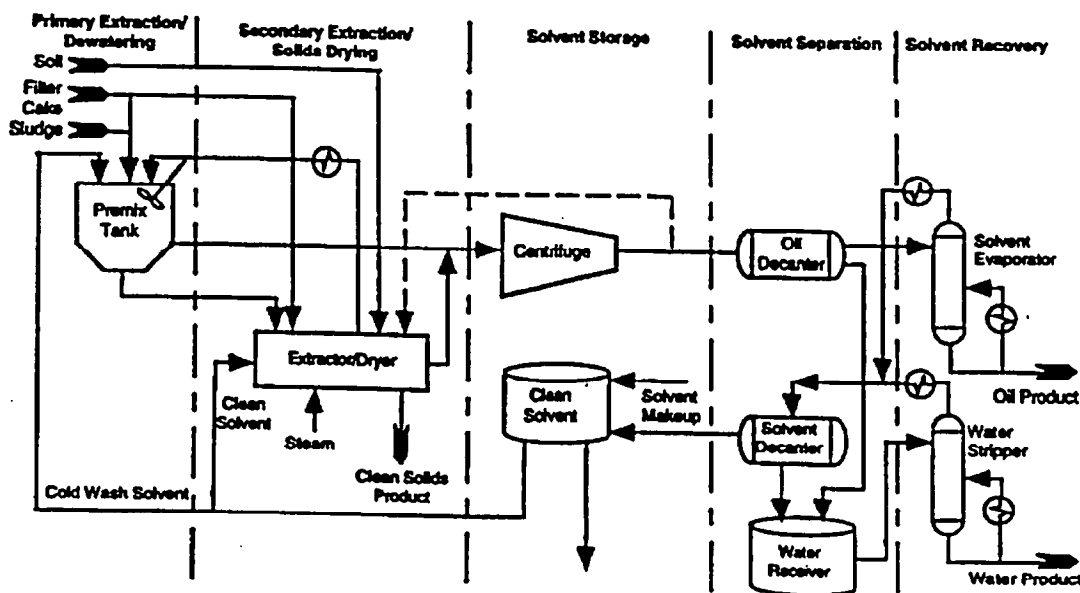 Primary Extraction/
Dewatering
Secondary Extraction/
Solids Drying
Solvent Storage
Solvent Separation
Solvent Recovery
Soil
Filter
Cake
Sludge
Premix
Tank
Centrifuge
Oil
Decanter
Solvent
Evaporator
Extractor/Dryer
Clean
Solvent
Steam
Clean Solids
Product
Clean
Solvent
Solvent
Makeup
Solvent
Decanter
Oil Product
Water
Stripper
Cold Wash Solvent
Water
Receiver
Water Product